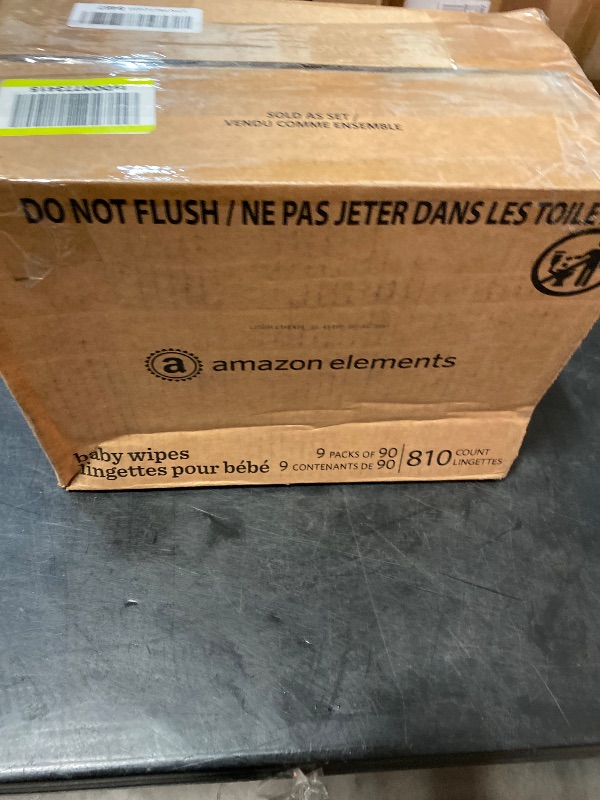 SOLD AS SET /
VENDU COMME ENSEMBLE
DO NOT FLUSH / NE PAS JETER DANS LES TOILE
a amazon elements
baby wipes
lingettes pour bébé
9 PACKS OF 90
9 CONTENANTS DE 90
810 COUNT
LINGETTES